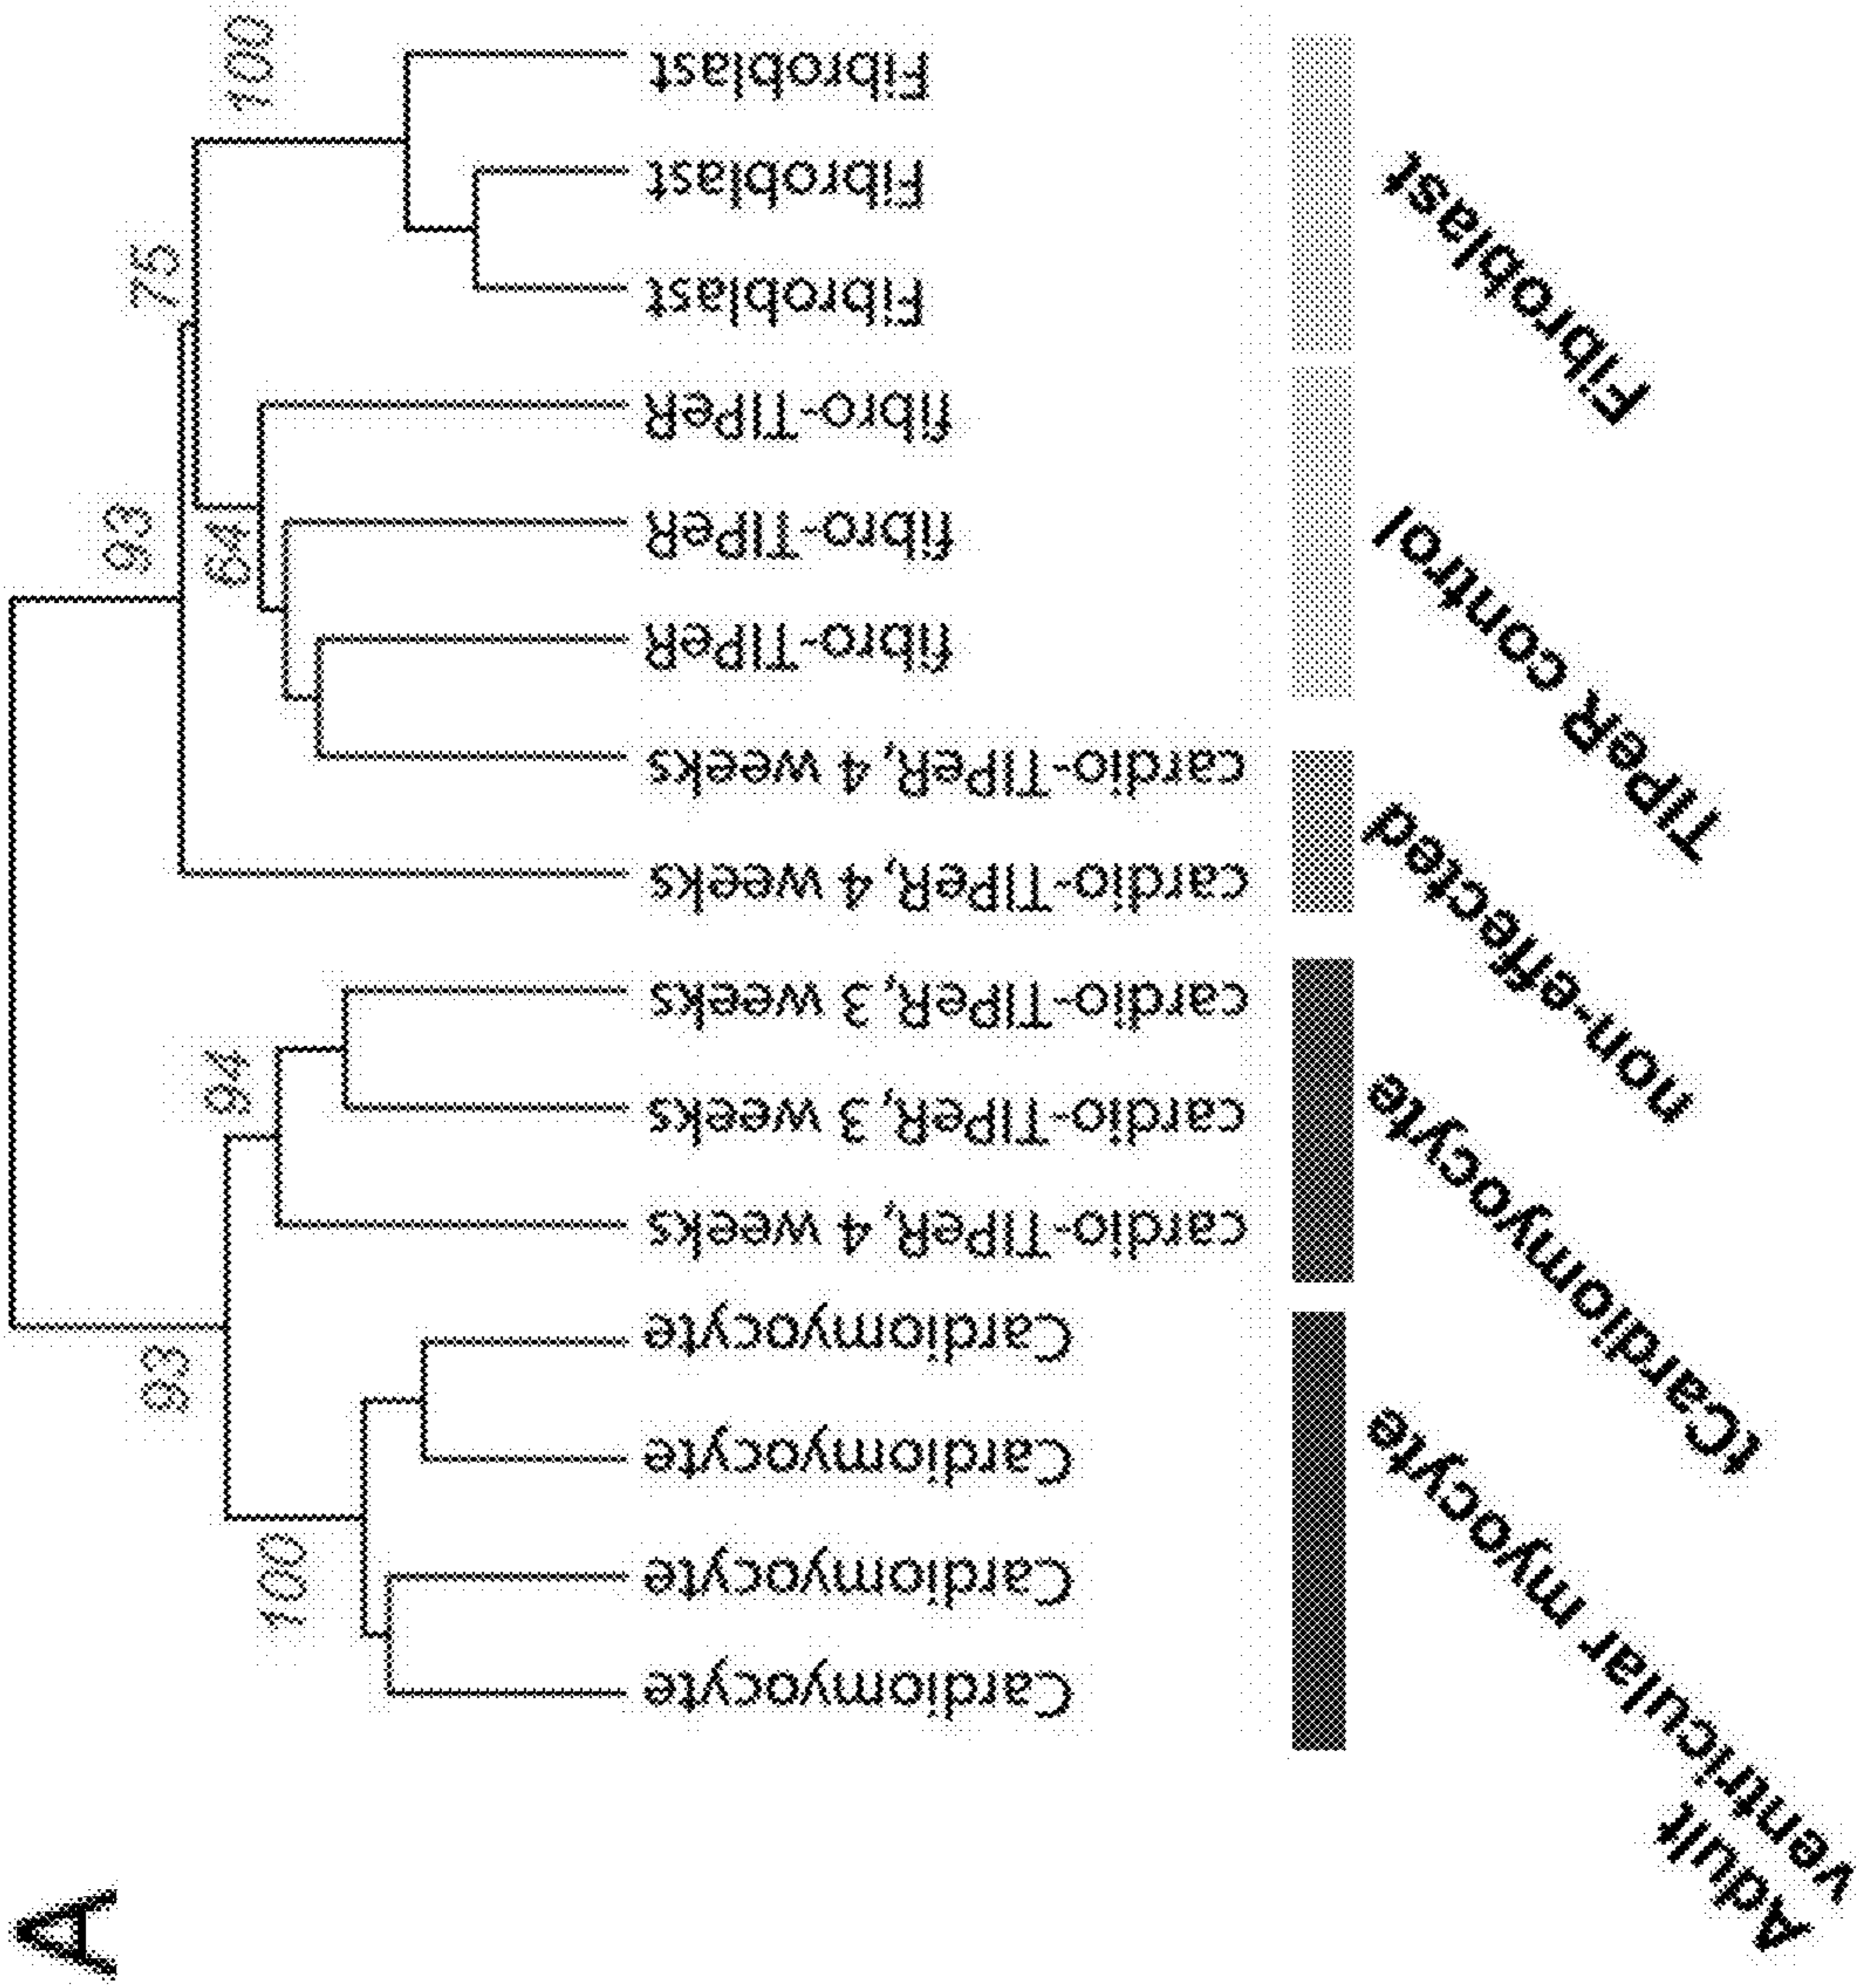 A
93
93
100
94
64
75
100
Cardiomyocyte
Cardiomyocyte
Cardiomyocyte
Cardiomyocyte
cardio-TIPeR, 4 weeks
cardio-TIPeR, 3 weeks
cardio-TIPeR, 3 weeks
cardio-TIPeR, 4 weeks
cardio-TIPeR, 4 weeks
fibro-TIPeR
fibro-TIPeR
fibro-TIPeR
Fibroblast
Fibroblast
Fibroblast
Adult
ventricular myocyte
tCardiomyocyte
non-effected
TIPeR control
Fibroblast